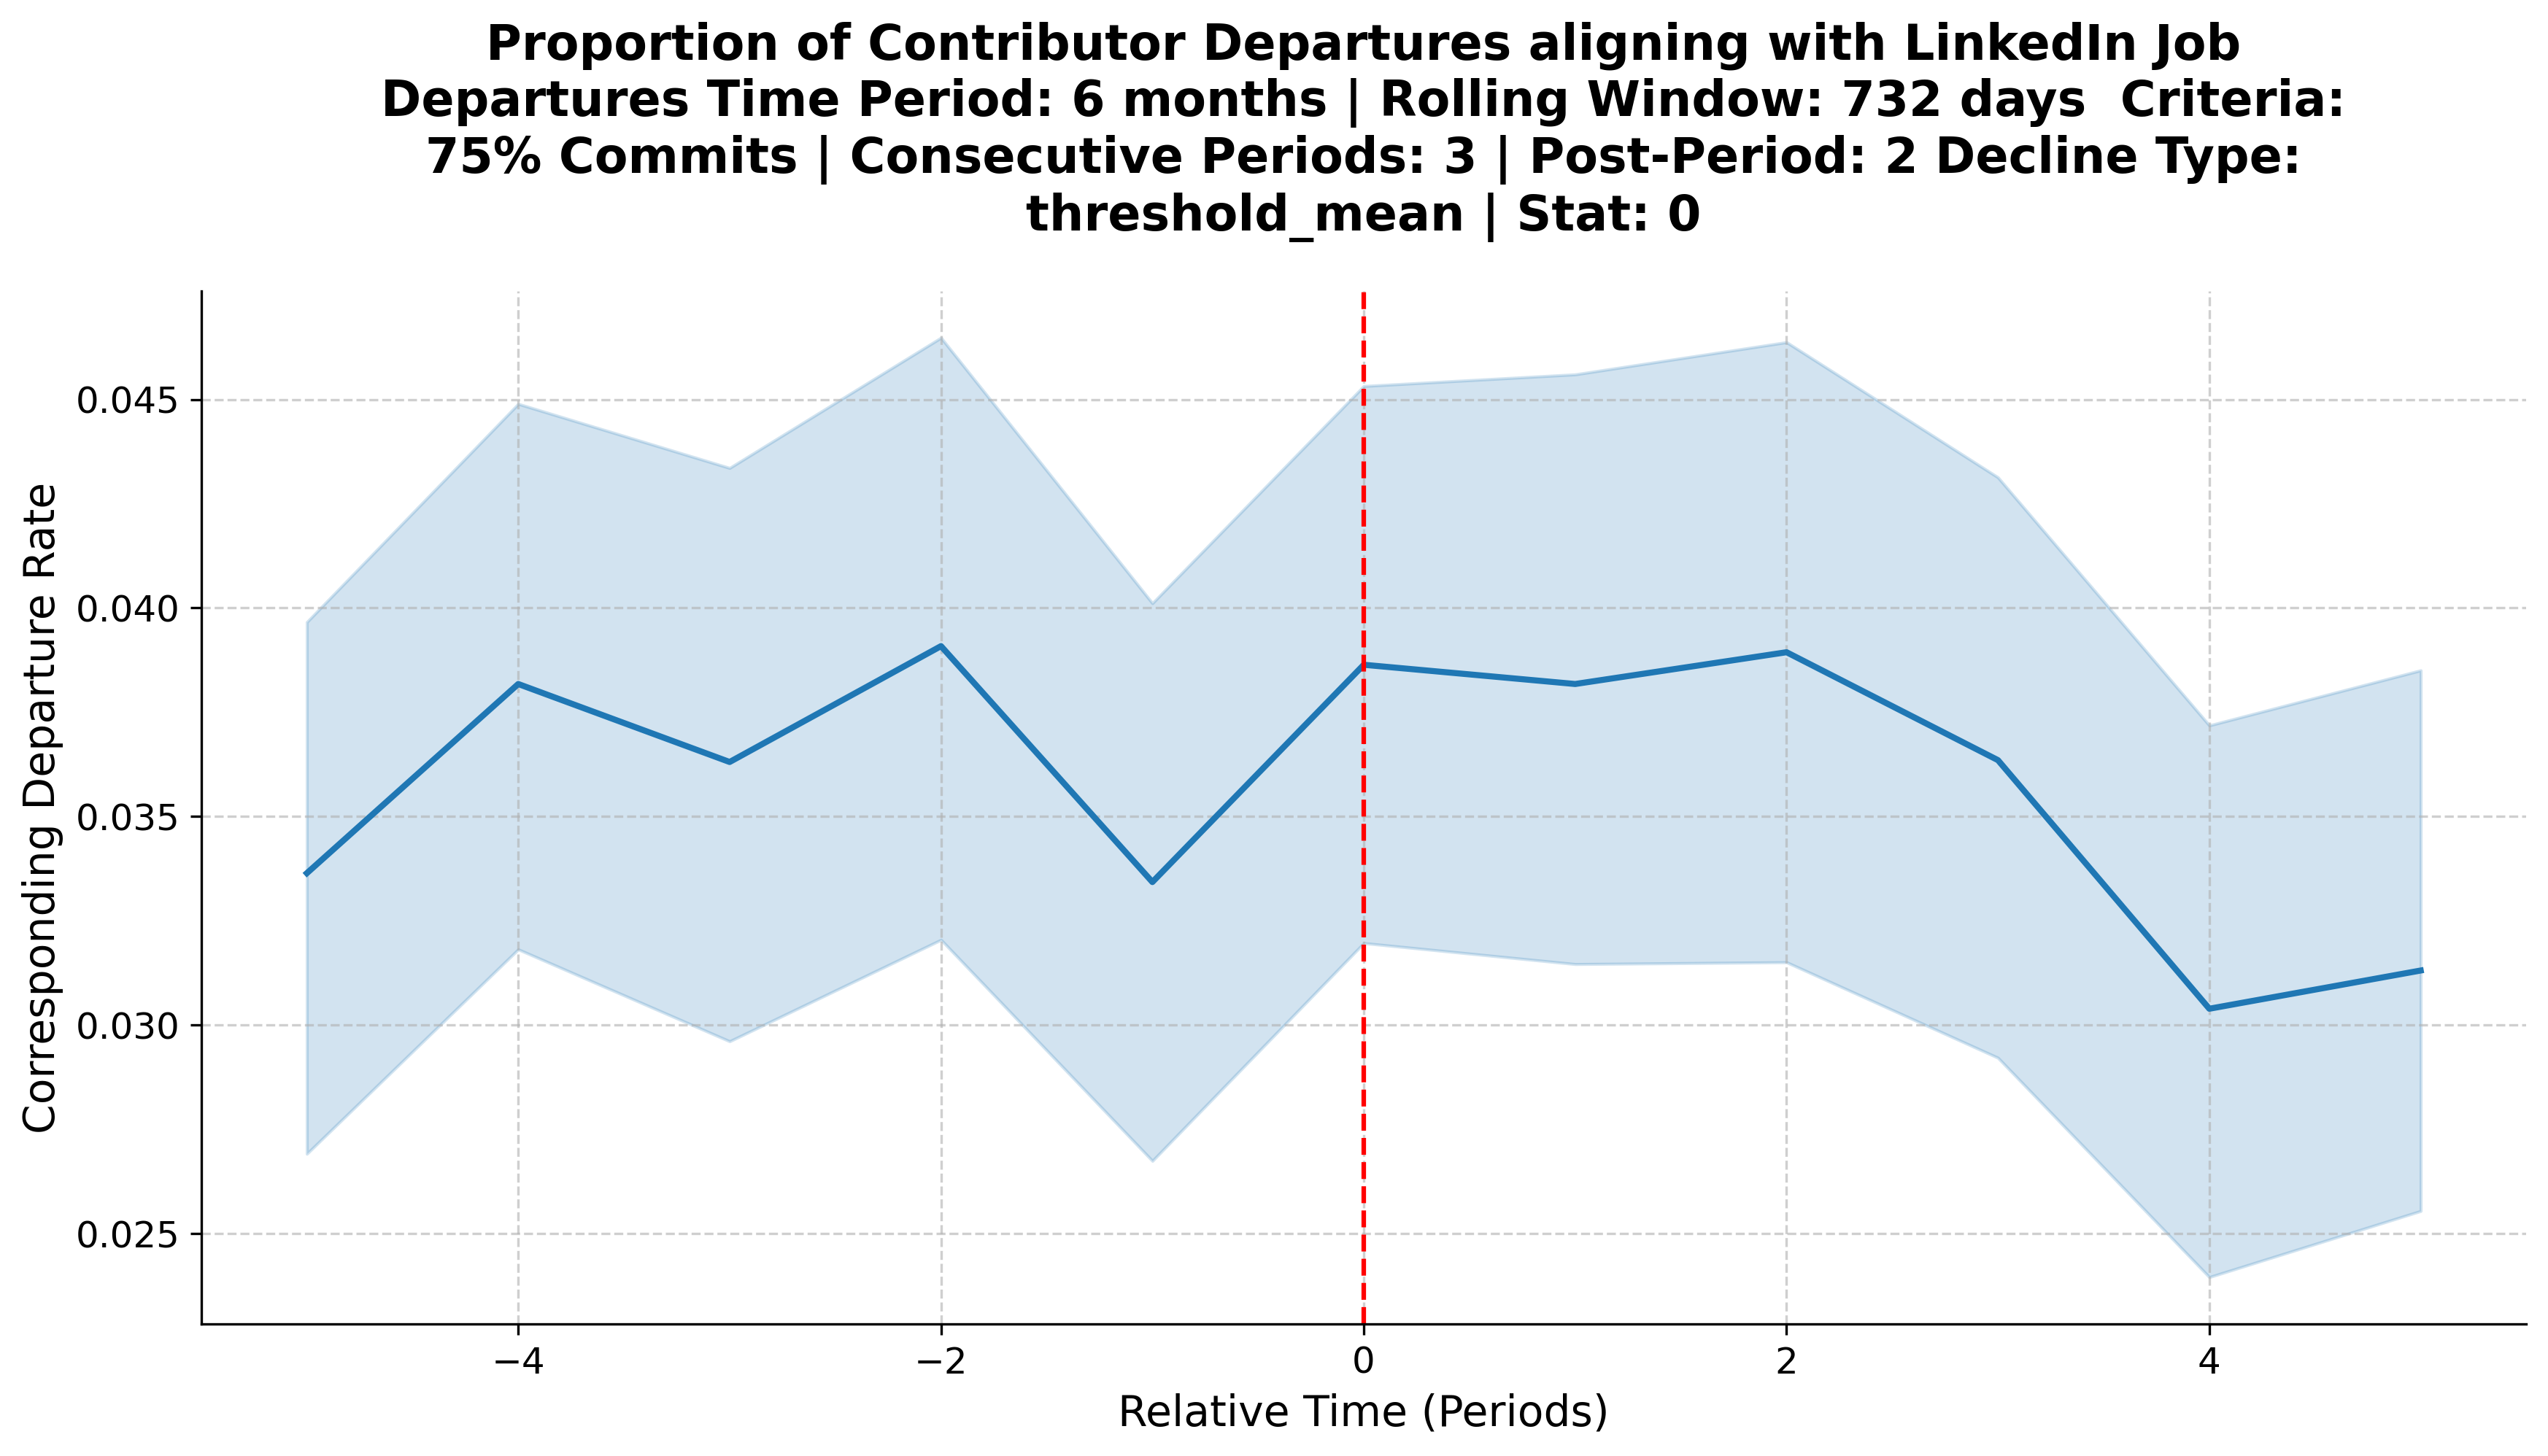 Proportion of Contributor Departures aligning with LinkedIn Job
Departures Time Period: 6 months | Rolling Window: 732 days  Criteria:
75% Commits | Consecutive Periods: 3 | Post-Period: 2 Decline Type:
threshold_mean | Stat: 0
Corresponding Departure Rate
0.045
0.040
0.035
0.030
0.025
−4
−2
0
2
4
Relative Time (Periods)